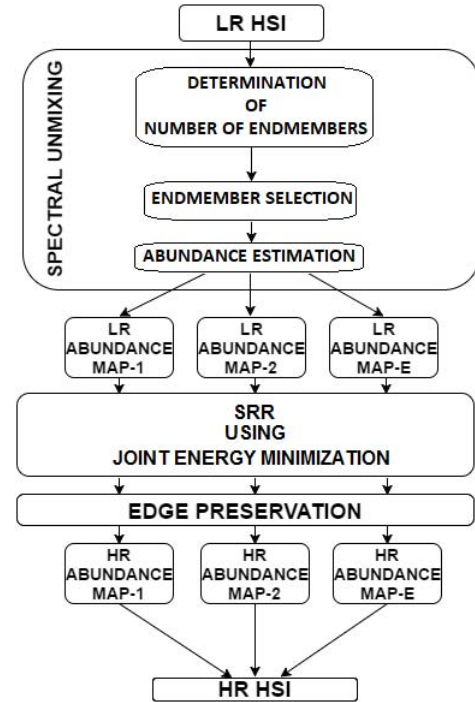 LR HSI
SPECTRAL UNMIXING
DETERMINATION
OF
NUMBER OF ENDMEMBERS
ENDMEMBER SELECTION
ABUNDANCE ESTIMATION
LR
ABUNDANCE
MAP-1
LR
ABUNDANCE
MAP-2
LR
ABUNDANCE
MAP-E
SRR
USING
JOINT ENERGY MINIMIZATION
EDGE PRESERVATION
HR
ABUNDANCE
MAP-1
HR
ABUNDANCE
MAP-2
HR
ABUNDANCE
MAP-E
HR HSI